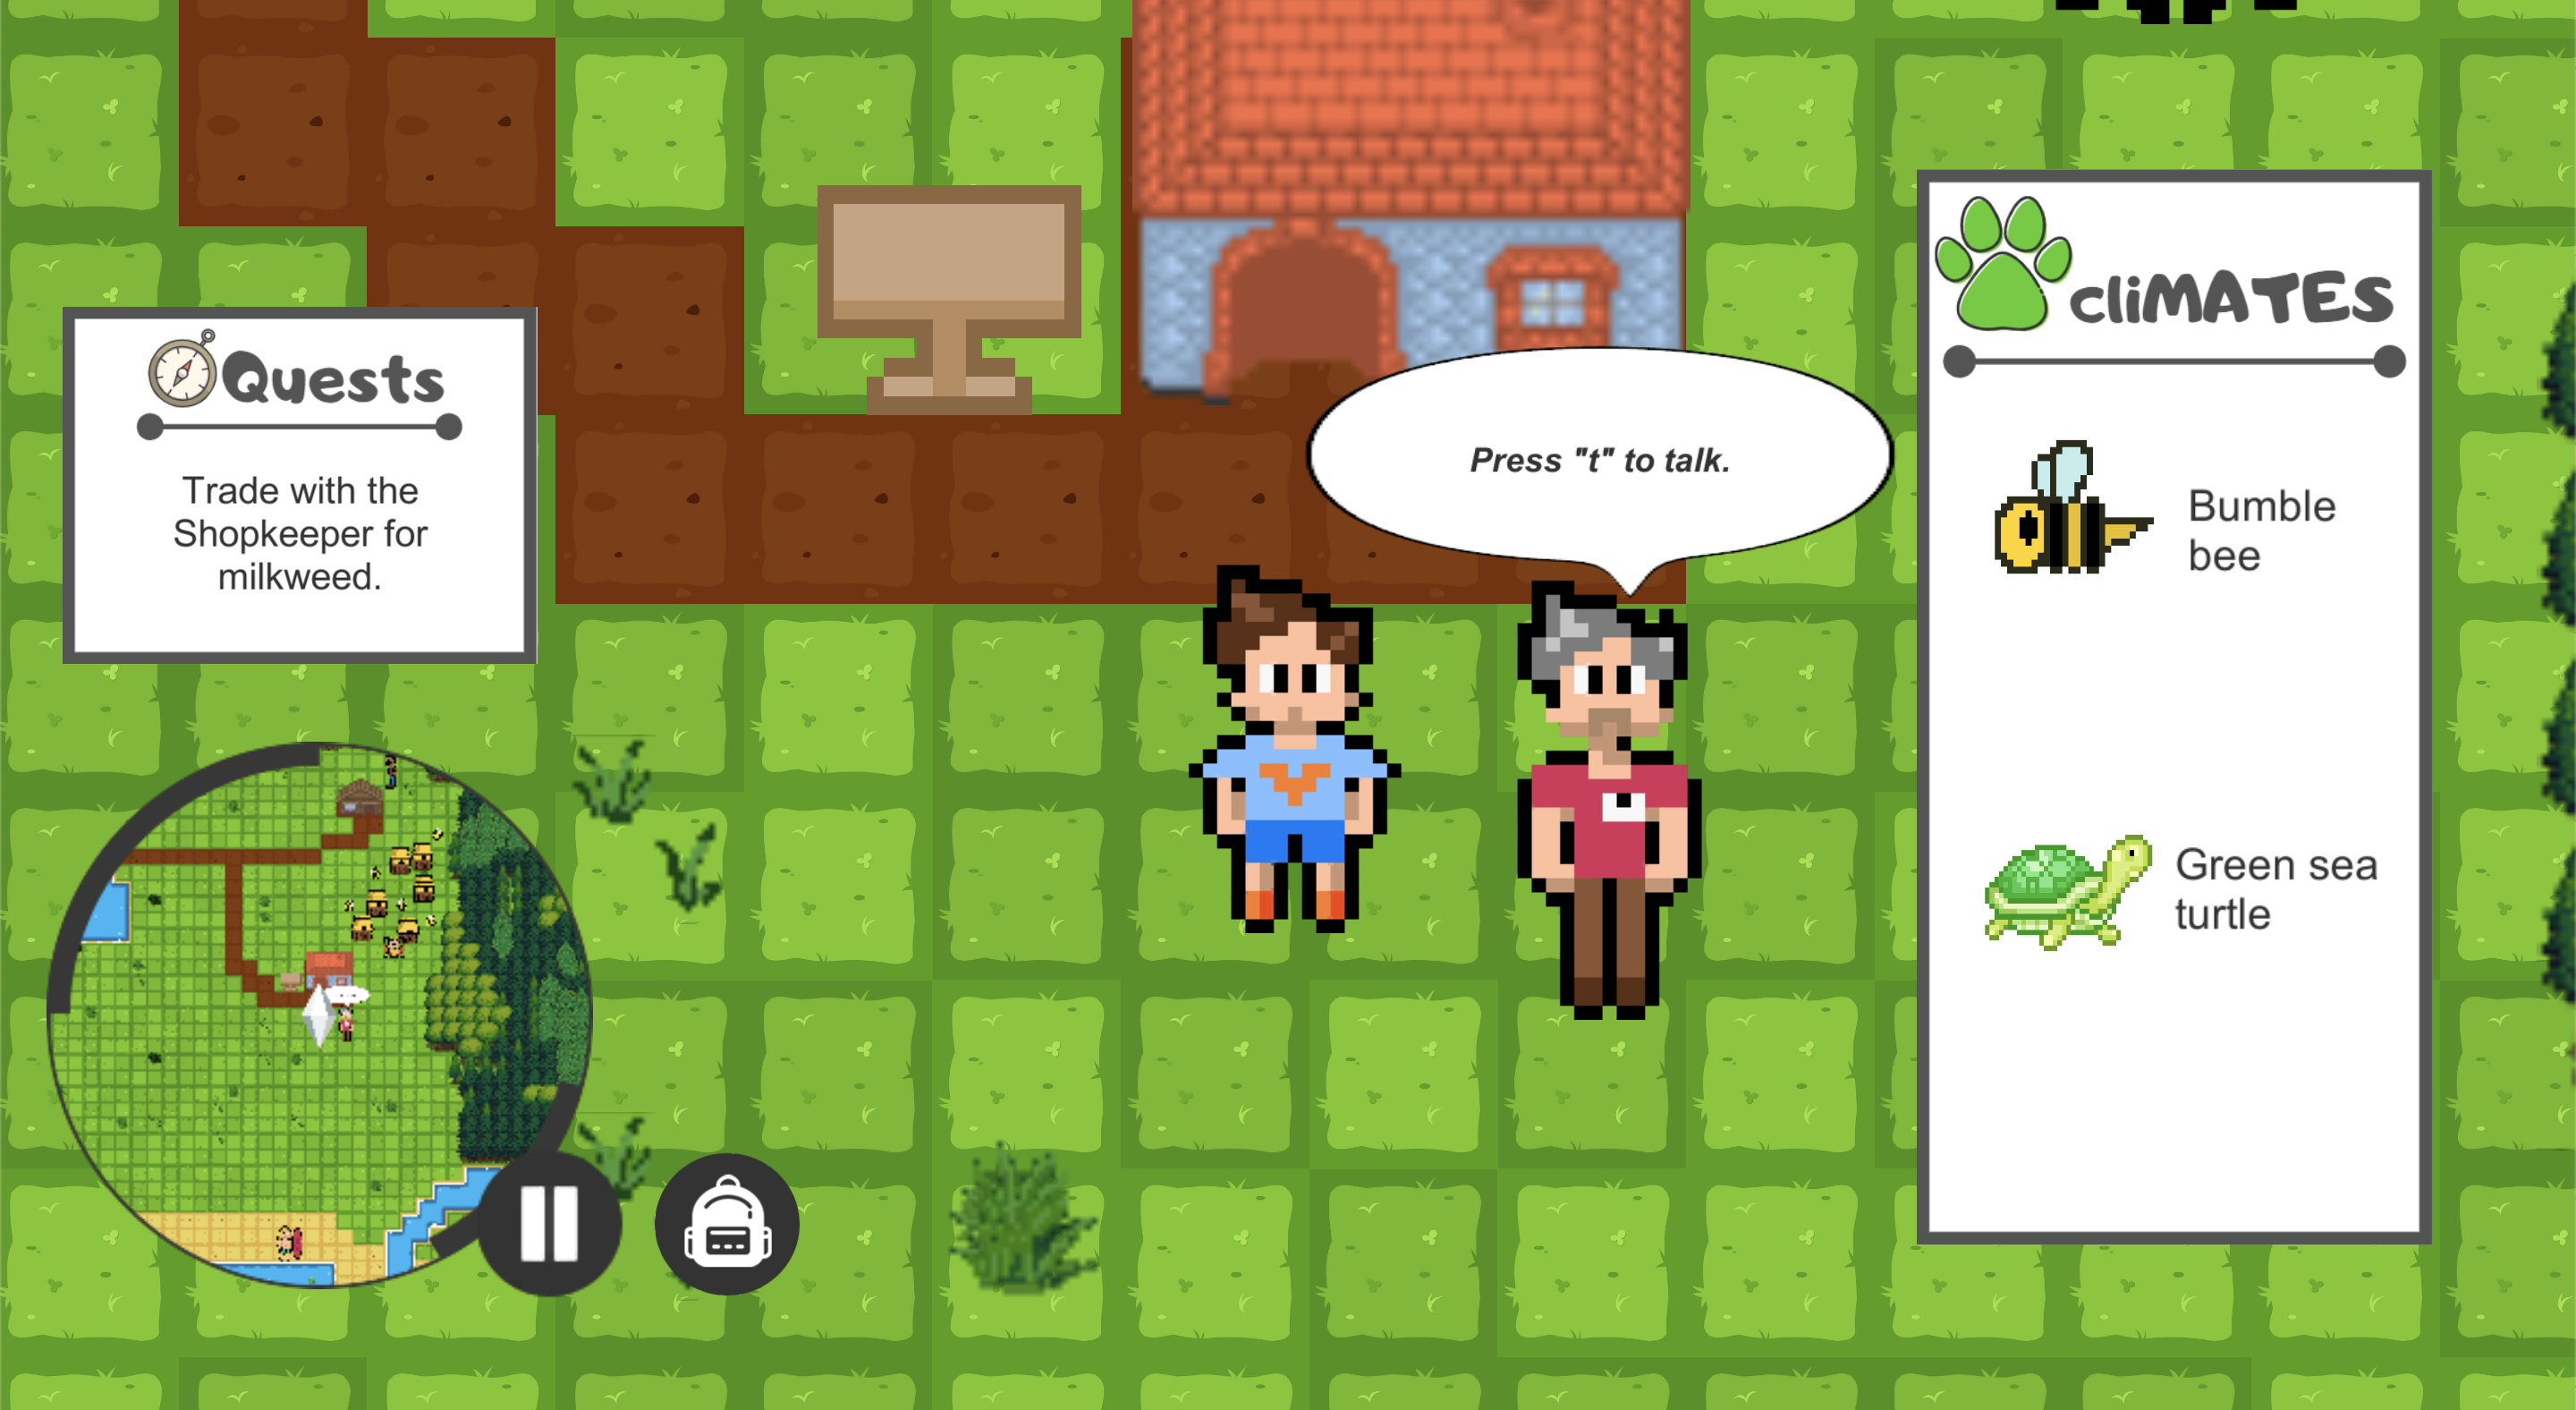 Quests
Trade with the
Shopkeeper for
milkweed.
Press "t" to talk.
cliMATEs
Bumble
bee
Green sea
turtle